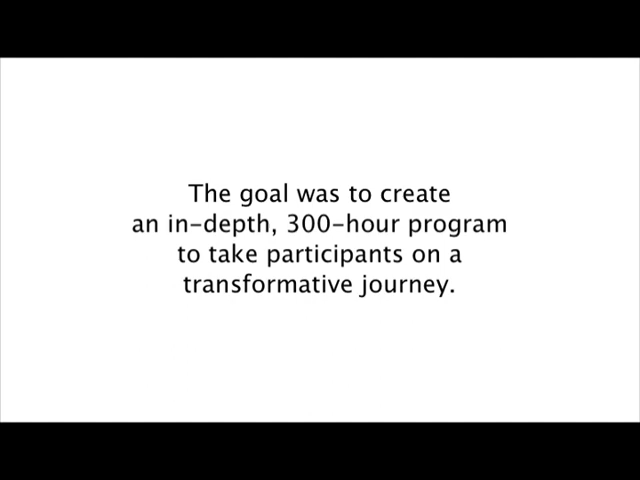 The goal was to create
an in-depth, 300-hour program
to take participants on a
transformative journey.